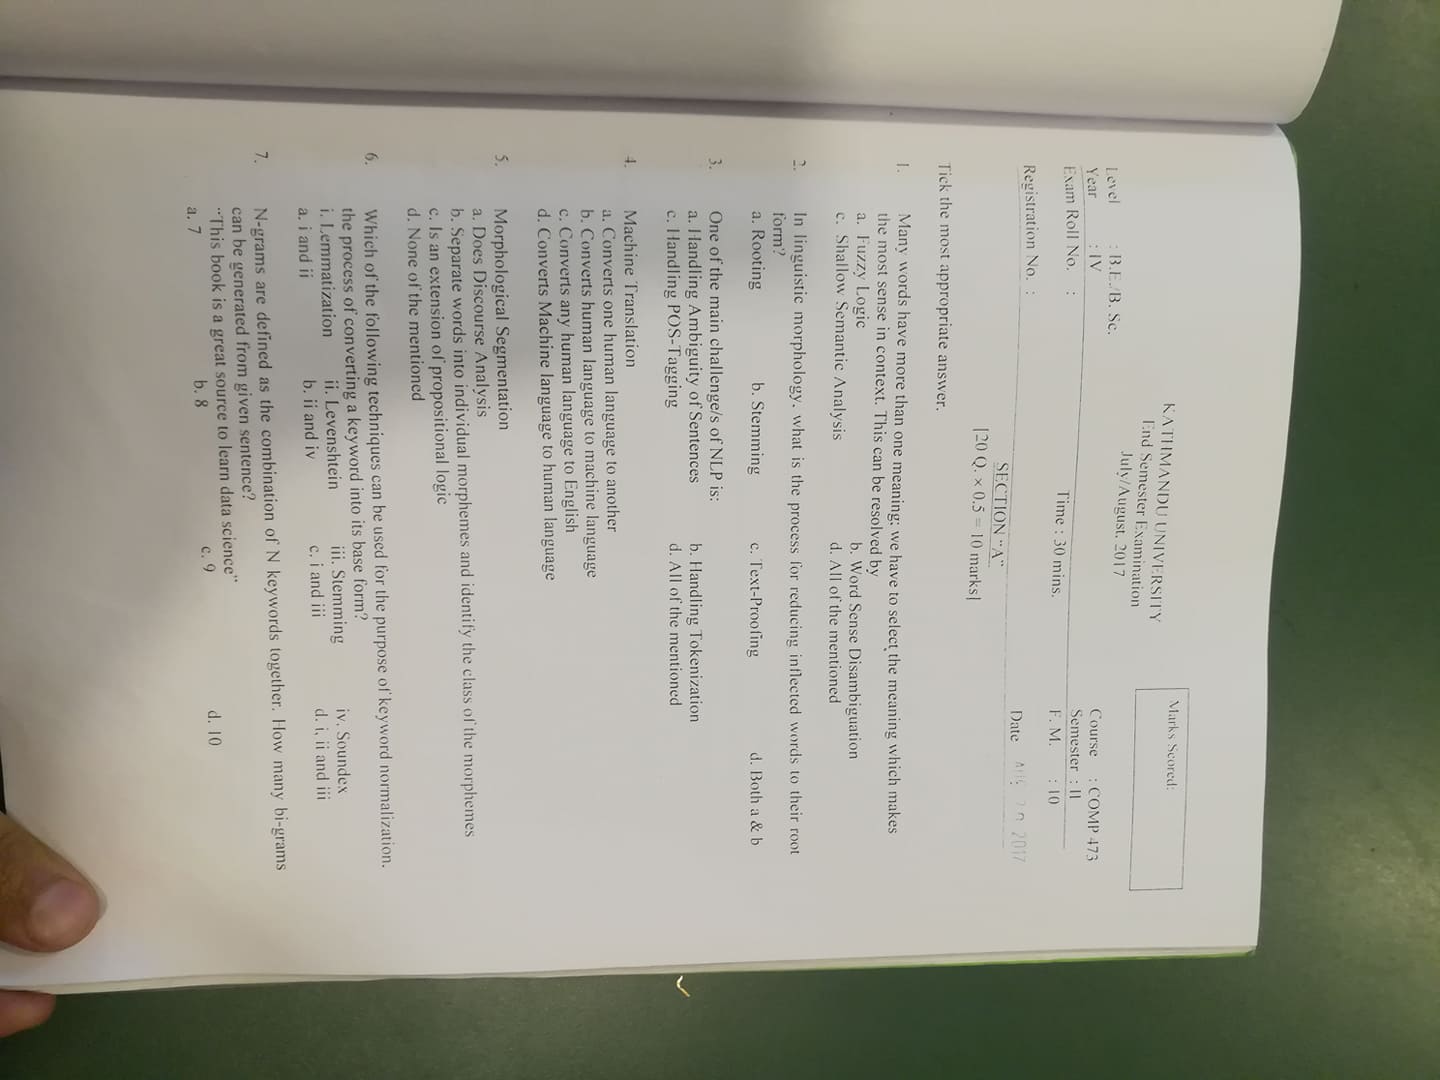 KATHMANDU UNIVERSITY
End Semester Examination
July/August, 2017
Marks Scored:
Level : B.E./B. Sc. Course : COMP 473
Year : IV Semester : II
Exam Roll No. : Time : 30 mins. F. M. : 10
Registration No. : Date AUG 2 0 2017
SECTION "A"
[20 Q. × 0.5 = 10 marks]
Tick the most appropriate answer.
1. Many words have more than one meaning; we have to select the meaning which makes
the most sense in context. This can be resolved by
a. Fuzzy Logic b. Word Sense Disambiguation
c. Shallow Semantic Analysis d. All of the mentioned
2. In linguistic morphology, what is the process for reducing inflected words to their root
form?
a. Rooting b. Stemming c. Text-Proofing d. Both a & b
3. One of the main challenge/s of NLP is:
a. Handling Ambiguity of Sentences b. Handling Tokenization
c. Handling POS-Tagging d. All of the mentioned
4. Machine Translation
a. Converts one human language to another
b. Converts human language to machine language
c. Converts any human language to English
d. Converts Machine language to human language
5. Morphological Segmentation
a. Does Discourse Analysis
b. Separate words into individual morphemes and identify the class of the morphemes
c. Is an extension of propositional logic
d. None of the mentioned
6. Which of the following techniques can be used for the purpose of keyword normalization,
the process of converting a keyword into its base form?
i. Lemmatization ii. Levenshtein iii. Stemming iv. Soundex
a. i and ii b. ii and iv c. i and iii d. i, ii and iii
7. N-grams are defined as the combination of N keywords together. How many bi-grams
can be generated from given sentence?
"This book is a great source to learn data science"
a. 7 b. 8 c. 9 d. 10